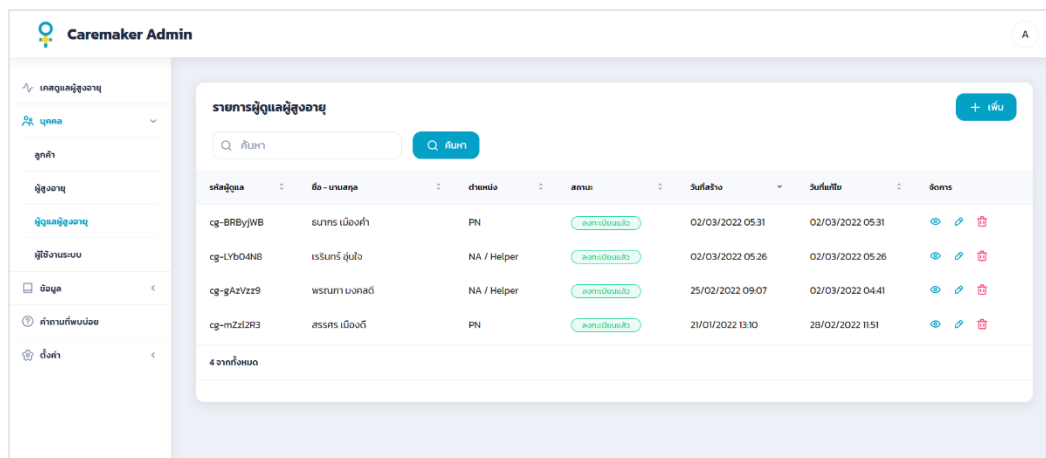 Caremaker Admin
A
เคสดูแลผู้สูงอายุ
บุคคล
ลูกค้า
ผู้สูงอายุ
ผู้ดูแลผู้สูงอายุ
ผู้ใช้งานระบบ
ข้อมูล
คำถามที่พบบ่อย
ตั้งค่า
รายการผู้ดูแลผู้สูงอายุ
เพิ่ม
ค้นหา
ค้นหา
รหัสผู้ดูแล ชื่อ - นามสกุล ตำแหน่ง สถานะ วันที่สร้าง วันที่แก้ไข จัดการ
cg-BRByjWB ธนากร เมืองคำ PN ลงทะเบียนแล้ว 02/03/2022 05:31 02/03/2022 05:31
cg-LYbO4N8 เรรินทร์ อุ่นใจ NA / Helper ลงทะเบียนแล้ว 02/03/2022 05:26 02/03/2022 05:26
cg-gAzVzz9 พรณภา มงคลดี NA / Helper ลงทะเบียนแล้ว 25/02/2022 09:07 02/03/2022 04:41
cg-mZzl2R3 สรรศร เมืองดี PN ลงทะเบียนแล้ว 21/01/2022 13:10 28/02/2022 11:51
4 จากทั้งหมด